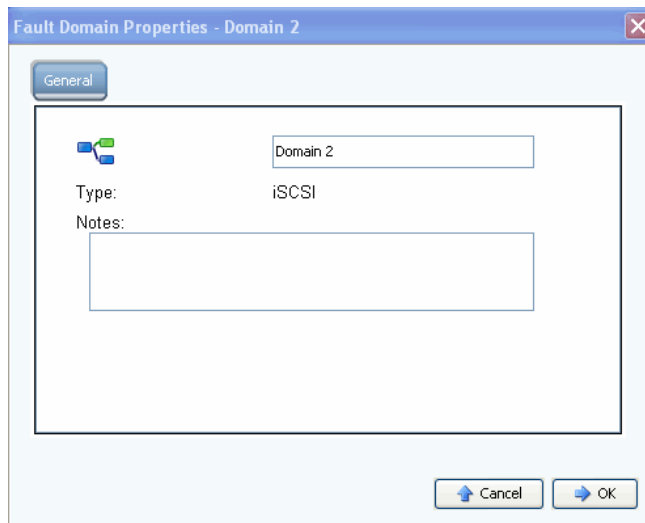 Fault Domain Properties - Domain 2
General
Domain 2
Type: iSCSI
Notes:
Cancel OK